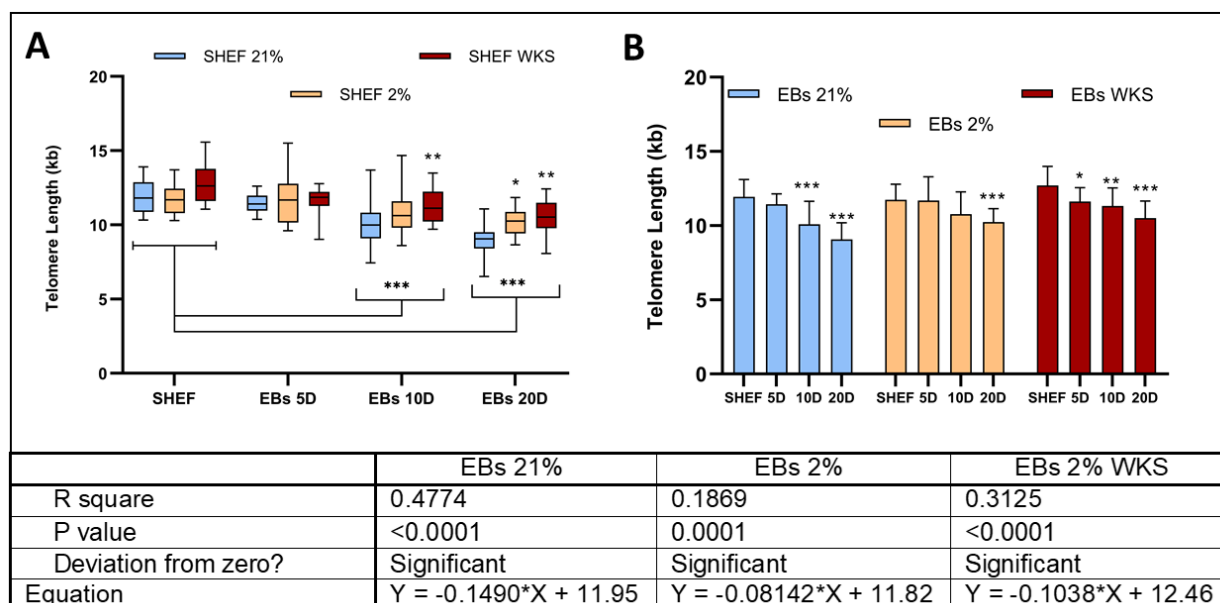 A
SHEF 21%
SHEF WKS
SHEF 2%
Telomere Length (kb)
20
15
10
5
0
**
*
**
***
***
SHEF
EBs 5D
EBs 10D
EBs 20D
B
EBs 21%
EBs WKS
EBs 2%
Telomere Length (kb)
20
15
10
5
0
***
***
***
*
**
***
SHEF 5D 10D 20D
SHEF 5D 10D 20D
SHEF 5D 10D 20D
EBs 21% EBs 2% EBs 2% WKS
R square 0.4774 0.1869 0.3125
P value <0.0001 0.0001 <0.0001
Deviation from zero? Significant Significant Significant
Equation Y = -0.1490*X + 11.95 Y = -0.08142*X + 11.82 Y = -0.1038*X + 12.46